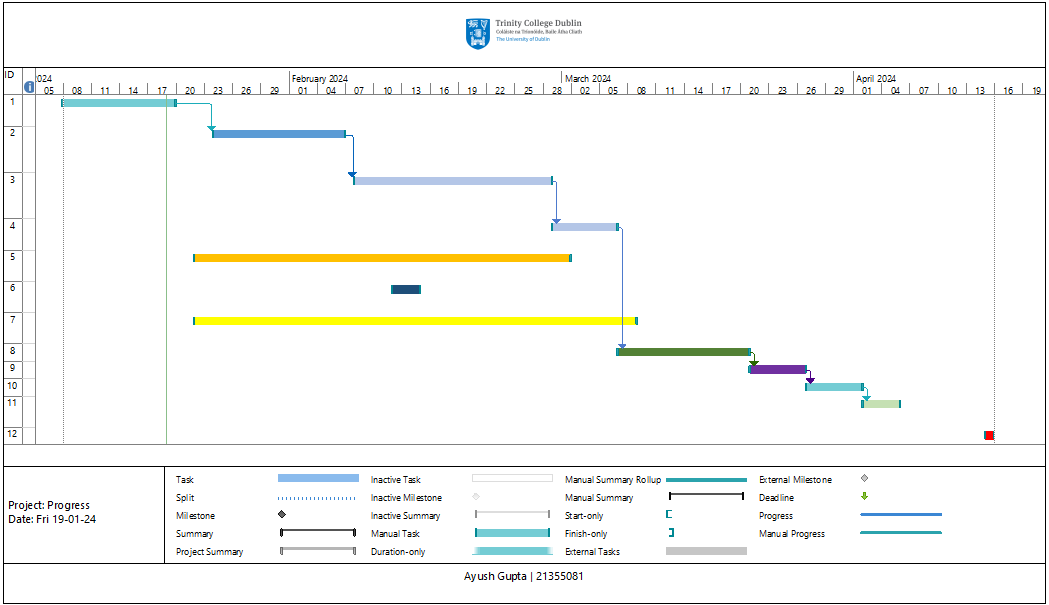 Trinity College Dublin
Coláiste na Tríonóide, Baile Átha Cliath
The University of Dublin
ID 2024 February 2024 March 2024 April 2024
05 08 11 14 17 20 23 26 29 01 04 07 10 13 16 19 22 25 28 02 05 08 11 14 17 20 23 26 29 01 04 07 10 13 16 19
1
2
3
4
5
6
7
8
9
10
11
12
Project: Progress
Date: Fri 19-01-24
Task Inactive Task Manual Summary Rollup External Milestone
Split Inactive Milestone Manual Summary Deadline
Milestone Inactive Summary Start-only Progress
Summary Manual Task Finish-only Manual Progress
Project Summary Duration-only External Tasks
Ayush Gupta | 21355081